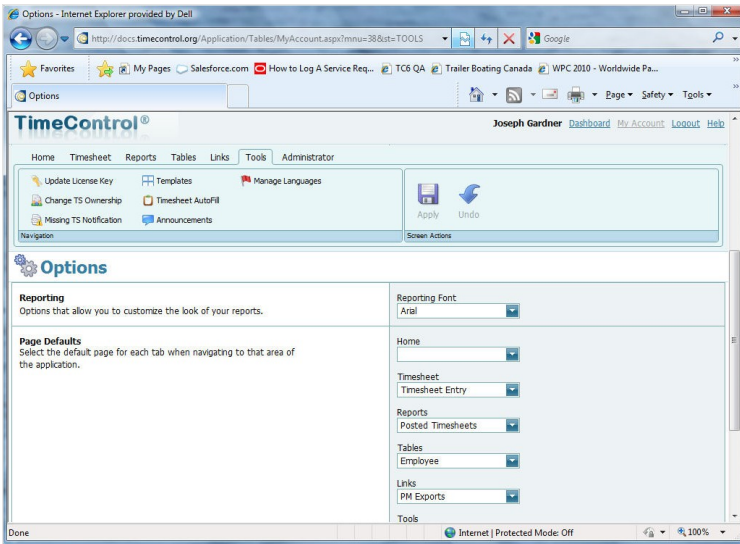 Options - Internet Explorer provided by Dell
http://docs.timecontrol.org/Application/Tables/MyAccount.aspx?mnu=38&st=TOOLS
Google
Favorites My Pages Salesforce.com How to Log A Service Req... TC6 QA Trailer Boating Canada WPC 2010 - Worldwide Pa...
Options Page Safety Tools
TimeControl® Joseph Gardner Dashboard My Account Logout Help
Home Timesheet Reports Tables Links Tools Administrator
Update License Key Templates Manage Languages
Change TS Ownership Timesheet AutoFill
Missing TS Notification Announcements
Apply Undo
Navigation Screen Actions
Options
Reporting
Options that allow you to customize the look of your reports.
Reporting Font
Arial
Page Defaults
Select the default page for each tab when navigating to that area of
the application.
Home
Timesheet
Timesheet Entry
Reports
Posted Timesheets
Tables
Employee
Links
PM Exports
Tools
Done Internet | Protected Mode: Off 100%